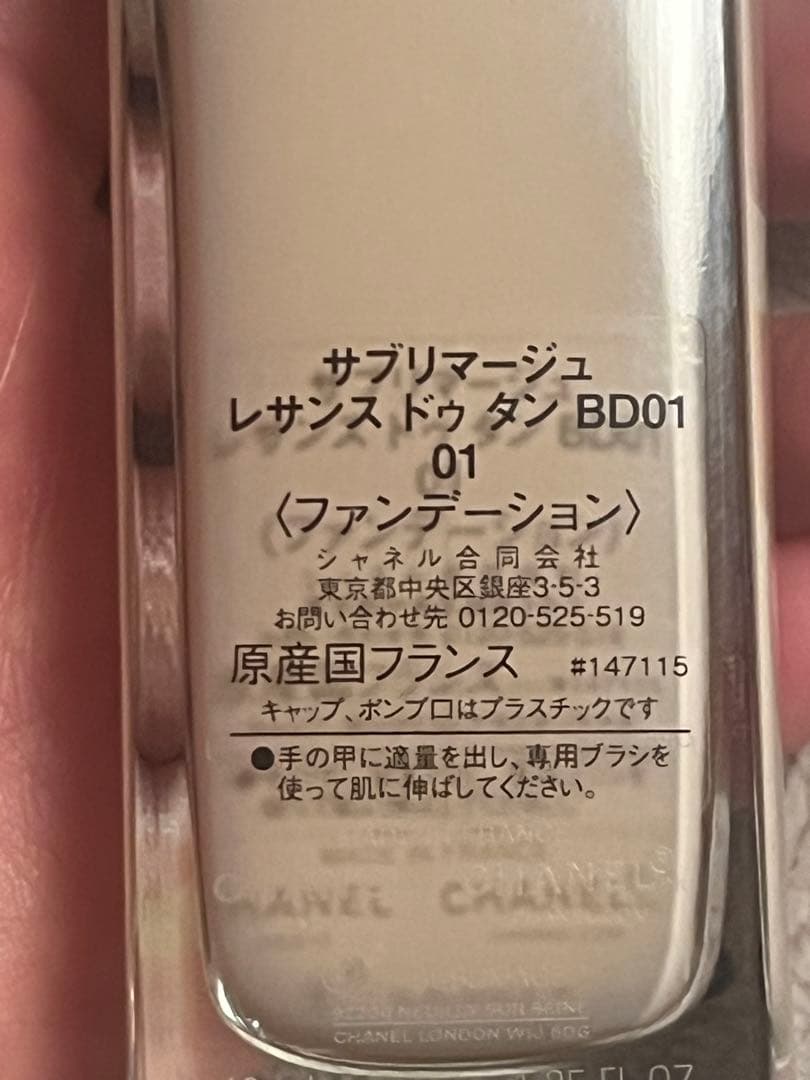 サブリマージュ
レサンス ドゥ タン BD01
01
〈ファンデーション〉
シャネル合同会社
東京都中央区銀座3-5-3
お問い合わせ先 0120-525-519
原産国フランス #147115
キャップ、ポンプ口はプラスチックです
●手の甲に適量を出し、専用ブラシを
使って肌に伸ばしてください。
MADE IN FRANCE
CHANEL CHANEL
NEUILLY SUR SEINE
CHANEL LONDON W1J 6DG
FL OZ